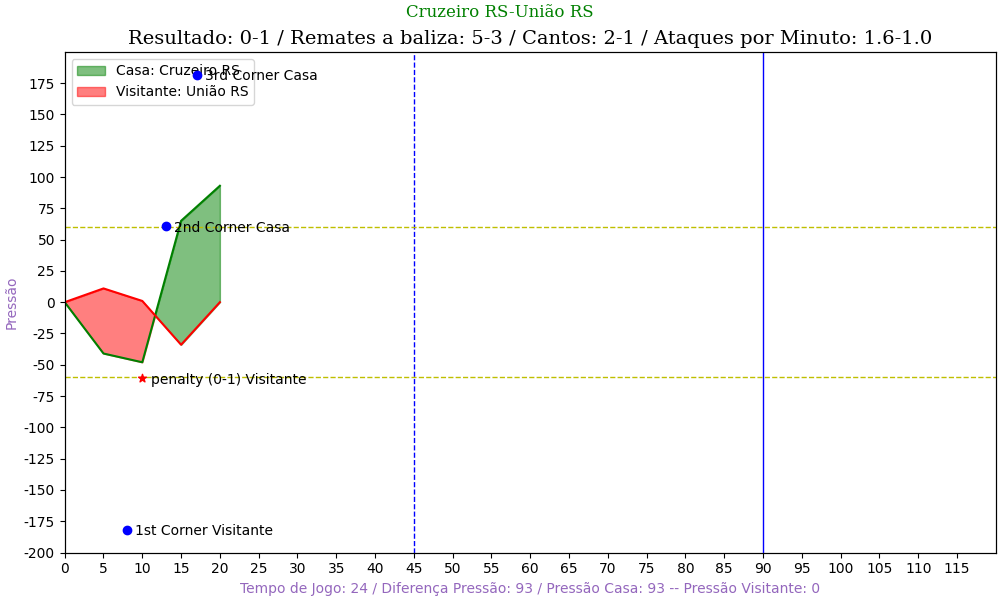 Cruzeiro RS-União RS
Resultado: 0-1 / Remates a baliza: 5-3 / Cantos: 2-1 / Ataques por Minuto: 1.6-1.0
Casa: Cruzeiro RS
3rd Corner Casa
Visitante: União RS
2nd Corner Casa
penalty (0-1) Visitante
1st Corner Visitante
Pressão
175
150
125
100
75
50
25
0
-25
-50
-75
-100
-125
-150
-175
-200
0 5 10 15 20 25 30 35 40 45 50 55 60 65 70 75 80 85 90 95 100 105 110 115
Tempo de Jogo: 24 / Diferença Pressão: 93 / Pressão Casa: 93 -- Pressão Visitante: 0